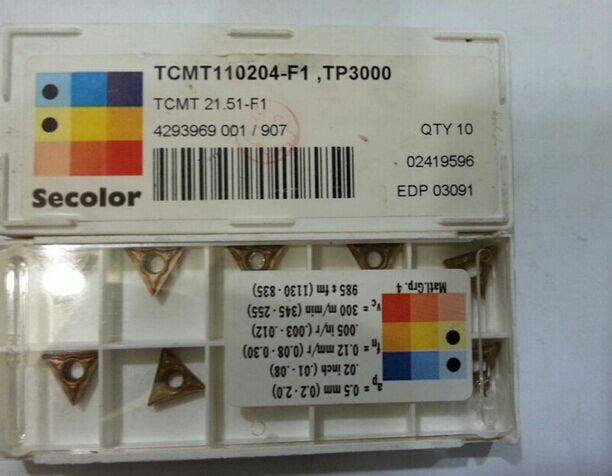 TCMT110204-F1 ,TP3000
TCMT 21.51-F1
4293969 001 / 907
QTY 10
02419596
EDP 03091
Secolor
ap = 0.5 mm (0.2 - 2.0)
.02 inch (.01 - .08)
fn = 0.12 mm/r (0.08 - 0.30)
.005 in/r (.003 - .012)
vc = 300 m/min (345 - 255)
985 s fm (1130 - 835)
Matl.Grp. 4